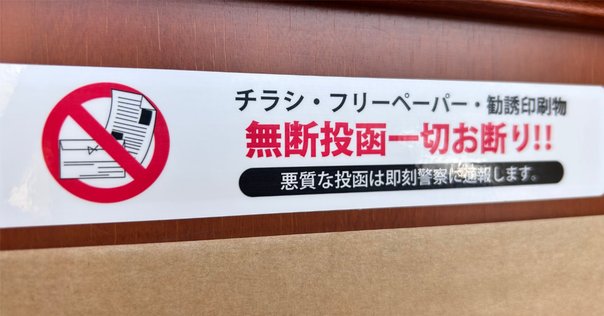 チラシ・フリーペーパー・勧誘印刷物
無断投函一切お断り!!
悪質な投函は即刻警察に通報します。